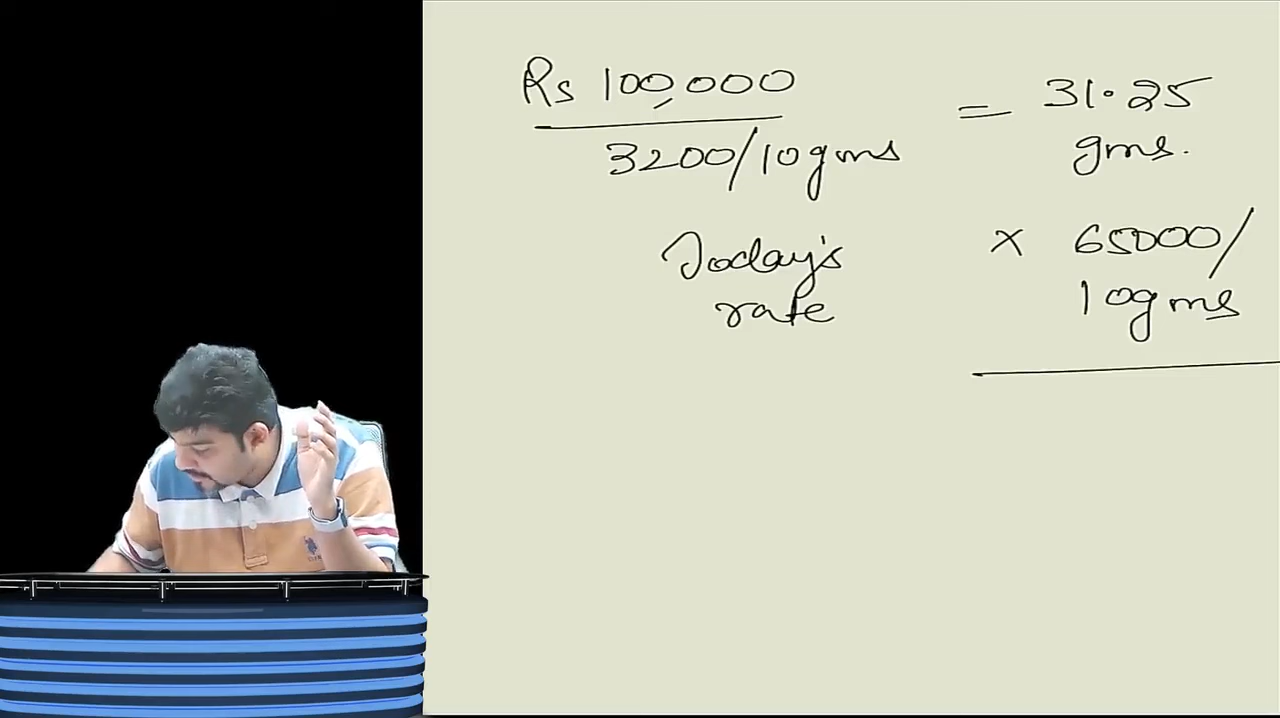 Rs 100,000
3200/10gms
= 31.25
gms.
Today's
rate
x 65000/
10gms